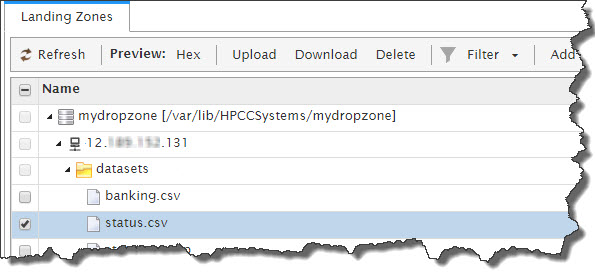 Landing Zones
Refresh Preview: Hex Upload Download Delete Filter Add
Name
mydropzone [/var/lib/HPCCSystems/mydropzone]
12. .131
datasets
banking.csv
status.csv